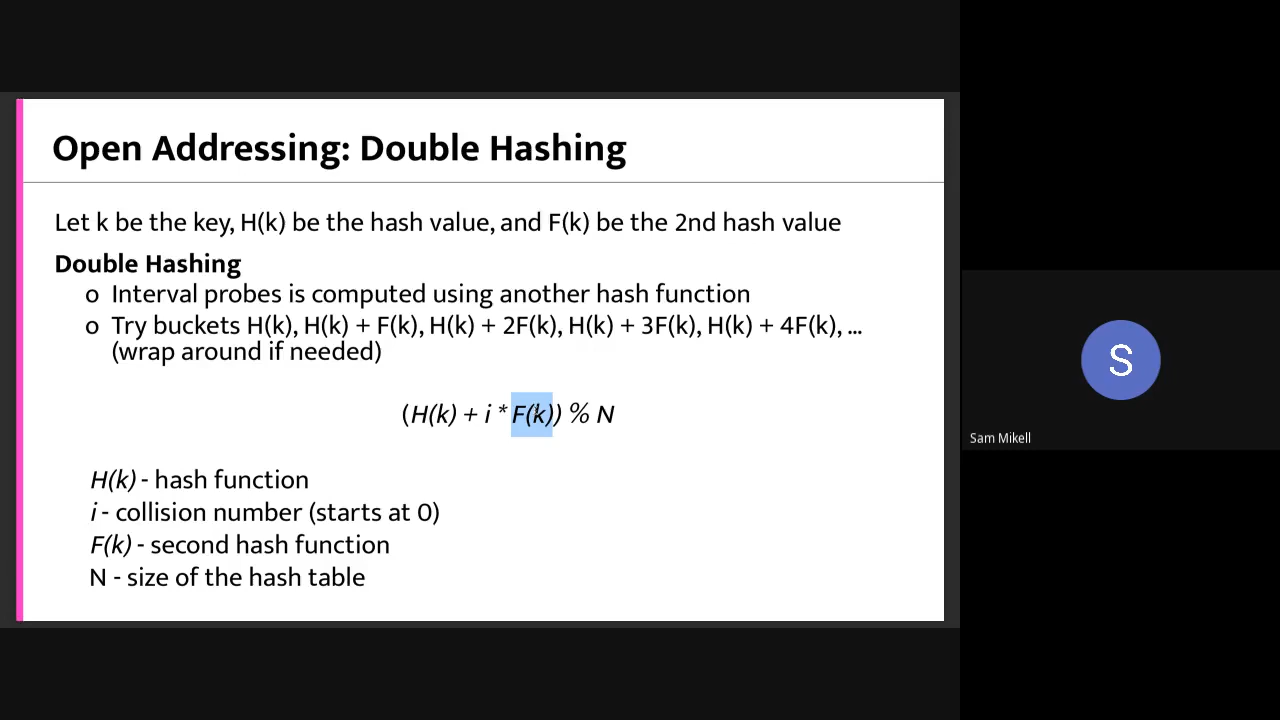 Open Addressing: Double Hashing
Let k be the key, H(k) be the hash value, and F(k) be the 2nd hash value
Double Hashing
o Interval probes is computed using another hash function
o Try buckets H(k), H(k) + F(k), H(k) + 2F(k), H(k) + 3F(k), H(k) + 4F(k), ...
(wrap around if needed)
(H(k) + i * F(k)) % N
H(k) - hash function
i - collision number (starts at 0)
F(k) - second hash function
N - size of the hash table
S
Sam Mikell